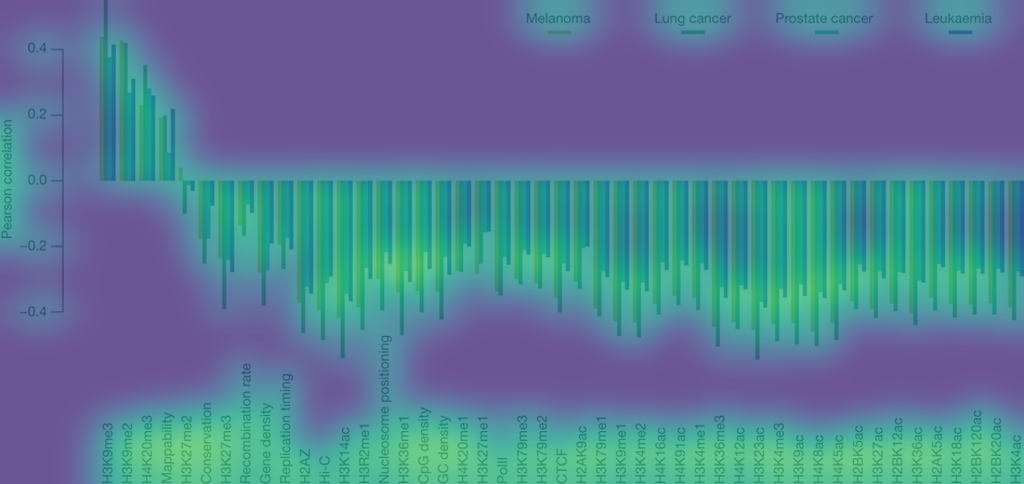 Melanoma
Lung cancer
Prostate cancer
Leukaemia
Pearson correlation
0.4
0.2
0.0
−0.2
−0.4
H3K9me3
H3K9me2
H4K20me3
Mappability
H3K27me2
Conservation
H3K27me3
Recombination rate
Gene density
Replication timing
H2AZ
Hi-C
H3K14ac
H3R2me1
Nucleosome positioning
H3K36me1
CpG density
GC density
H4K20me1
H3K27me1
PolII
H3K79me3
H3K79me2
CTCF
H2AK9ac
H3K79me1
H3K9me1
H3K4me2
H4K16ac
H4K91ac
H3K4me1
H3K36me3
H4K12ac
H3K23ac
H3K4me3
H3K9ac
H4K8ac
H4K5ac
H2BK5ac
H3K27ac
H2BK12ac
H3K36ac
H2AK5ac
H3K18ac
H2BK120ac
H2BK20ac
H3K4ac